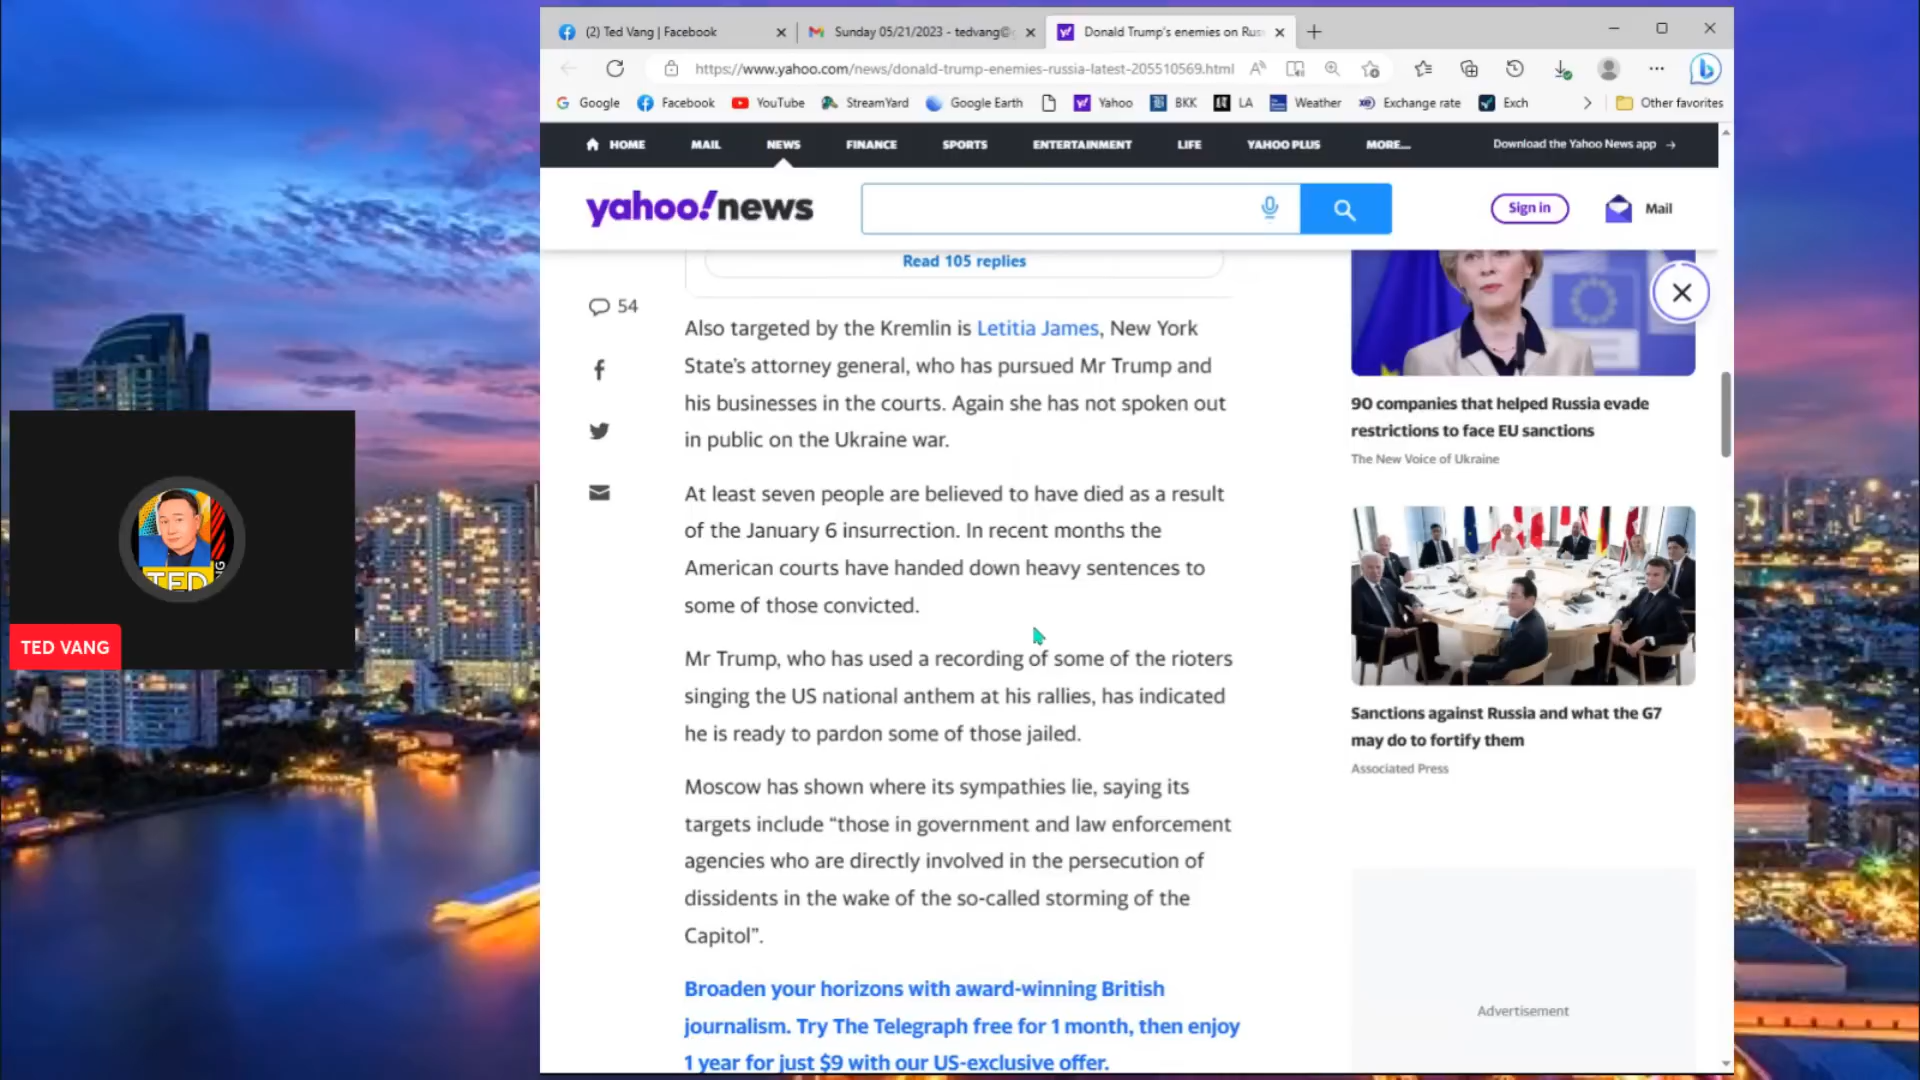 (2) Ted Vang | Facebook
Sunday 05/21/2023 - tedvang@
Donald Trump's enemies on Rus
https://www.yahoo.com/news/donald-trump-enemies-russia-latest-205510569.html
Google
Facebook
YouTube
StreamYard
Google Earth
Yahoo
BKK
LA
Weather
Exchange rate
Exch
Other favorites
HOME
MAIL
NEWS
FINANCE
SPORTS
ENTERTAINMENT
LIFE
YAHOO PLUS
MORE...
Download the Yahoo News app →
yahoo!news
Sign in
Mail
Read 105 replies
54
Also targeted by the Kremlin is Letitia James, New York
State's attorney general, who has pursued Mr Trump and
his businesses in the courts. Again she has not spoken out
in public on the Ukraine war.
At least seven people are believed to have died as a result
of the January 6 insurrection. In recent months the
American courts have handed down heavy sentences to
some of those convicted.
Mr Trump, who has used a recording of some of the rioters
singing the US national anthem at his rallies, has indicated
he is ready to pardon some of those jailed.
Moscow has shown where its sympathies lie, saying its
targets include “those in government and law enforcement
agencies who are directly involved in the persecution of
dissidents in the wake of the so-called storming of the
Capitol”.
Broaden your horizons with award-winning British
journalism. Try The Telegraph free for 1 month, then enjoy
1 year for just $9 with our US-exclusive offer.
90 companies that helped Russia evade
restrictions to face EU sanctions
The New Voice of Ukraine
Sanctions against Russia and what the G7
may do to fortify them
Associated Press
Advertisement
TED
TED VANG